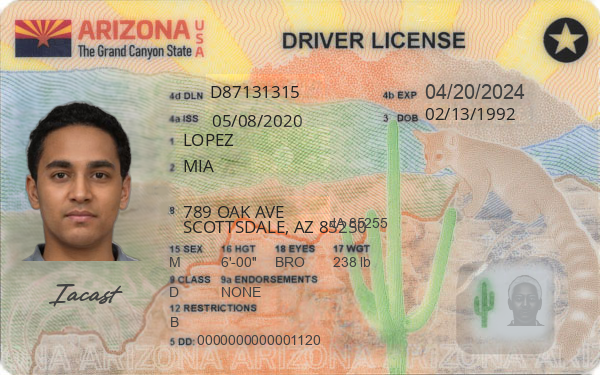 ARIZONA USA
The Grand Canyon State
DRIVER LICENSE
4d DLN D87131315 4b EXP 04/20/2024
4a ISS 05/08/2020 3 DOB 02/13/1992
1 LOPEZ
2 MIA
8 789 OAK AVE
SCOTTSDALE, AZ 85250
85255
15 SEX 16 HGT 18 EYES 17 WGT
M 6'-00" BRO 238 lb
9 CLASS 9a ENDORSEMENTS
D NONE
12 RESTRICTIONS
B
5 DD: 0000000000001120
Iacast
ARIZONA ARIZONA ARIZONA ARIZONA